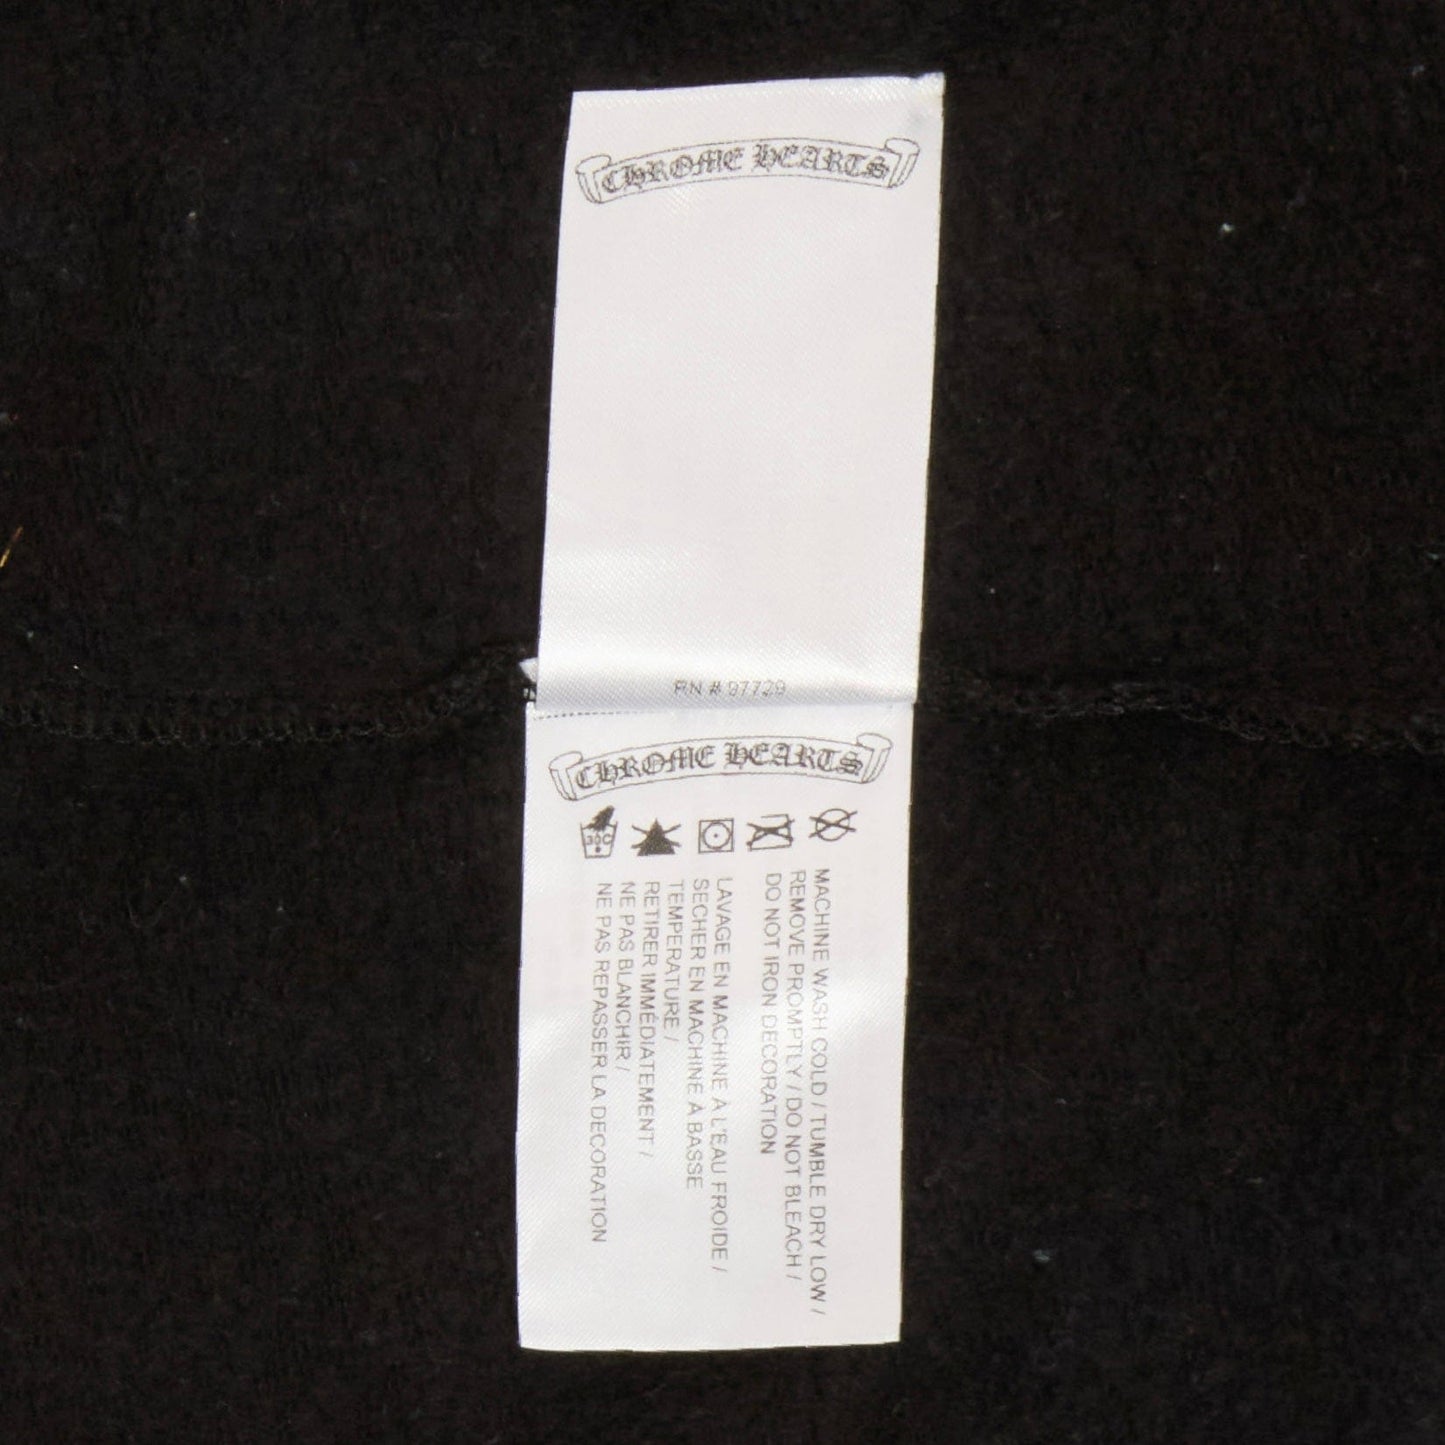 CHROME HEARTS
RN # 97729
CHROME HEARTS
30C
MACHINE WASH COLD / TUMBLE DRY LOW /
REMOVE PROMPTLY / DO NOT BLEACH /
DO NOT IRON DECORATION
LAVAGE EN MACHINE À L'EAU FROIDE /
SECHER EN MACHINE À BASSE
TEMPERATURE /
RETIRER IMMÉDIATEMENT /
NE PAS BLANCHIR /
NE PAS REPASSER LA DECORATION